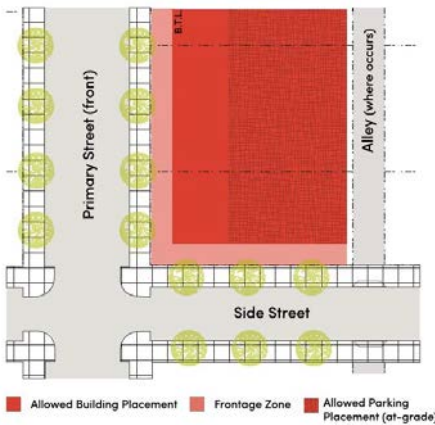 B.T.L.
Primary Street (front)
Alley (where occurs)
Side Street
Allowed Building Placement
Frontage Zone
Allowed Parking
Placement (at-grade)